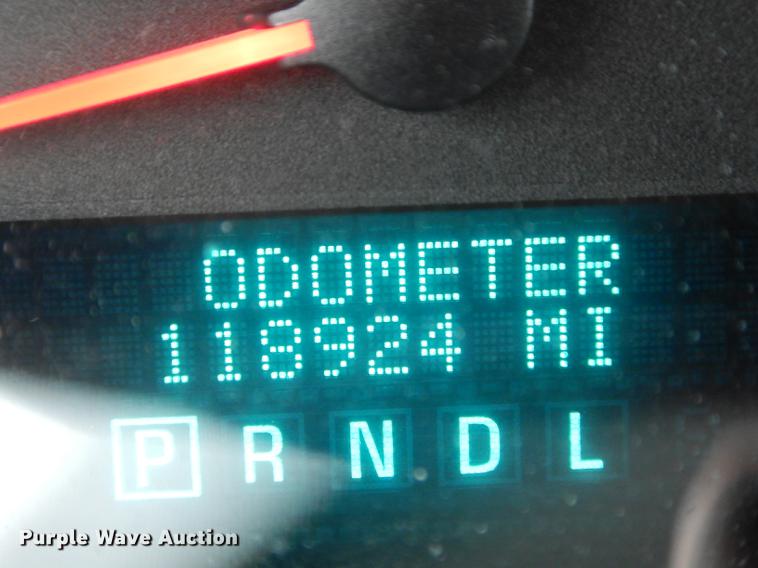 ODOMETER
118924 MI
P R N D L
Purple Wave Auction